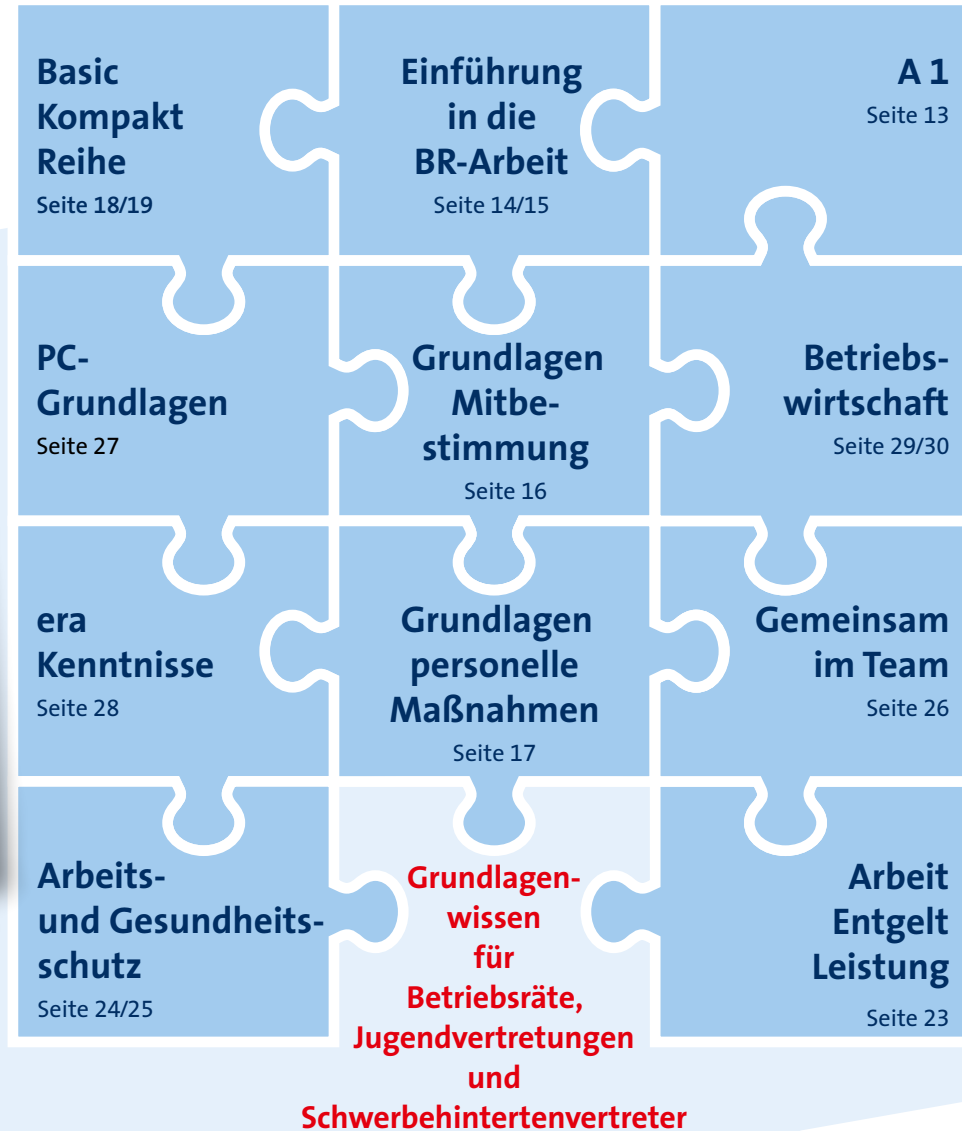 Basic
Kompakt
Reihe
Seite 18/19
Einführung
in die
BR-Arbeit
Seite 14/15
A 1
Seite 13
PC-
Grundlagen
Seite 27
Grundlagen
Mitbe-
stimmung
Seite 16
Betriebs-
wirtschaft
Seite 29/30
era
Kenntnisse
Seite 28
Grundlagen
personelle
Maßnahmen
Seite 17
Gemeinsam
im Team
Seite 26
Arbeits-
und Gesundheits-
schutz
Seite 24/25
Grundlagen-
wissen
für
Betriebsräte,
Jugendvertretungen
und
Schwerbehintertenvertreter
Arbeit
Entgelt
Leistung
Seite 23